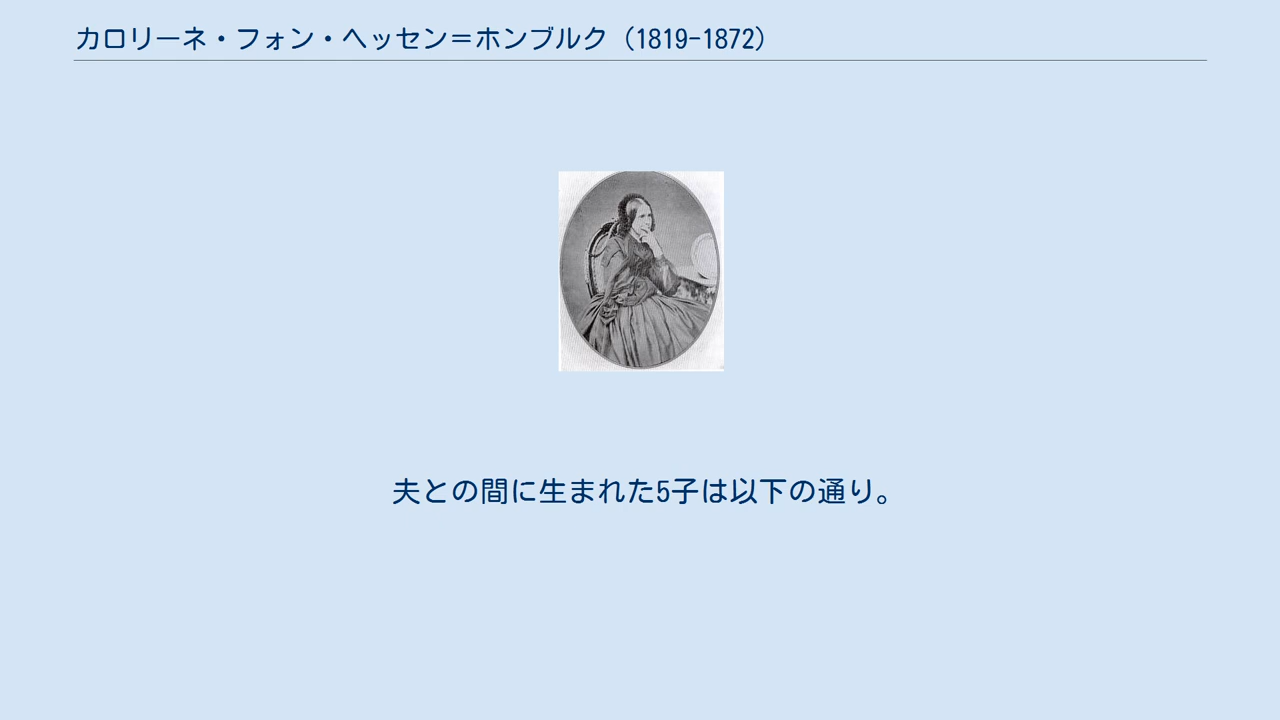 カロリーネ・フォン・ヘッセン＝ホンブルク（1819-1872）
夫との間に生まれた5子は以下の通り。